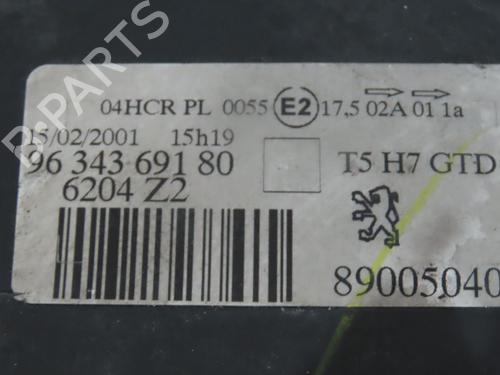 04HCR PL 0055 E2 17,5 02A 01 1a
15/02/2001 15h19
96 343 691 80
T5 H7 GTD
6204 Z2
89005040
B PARTS